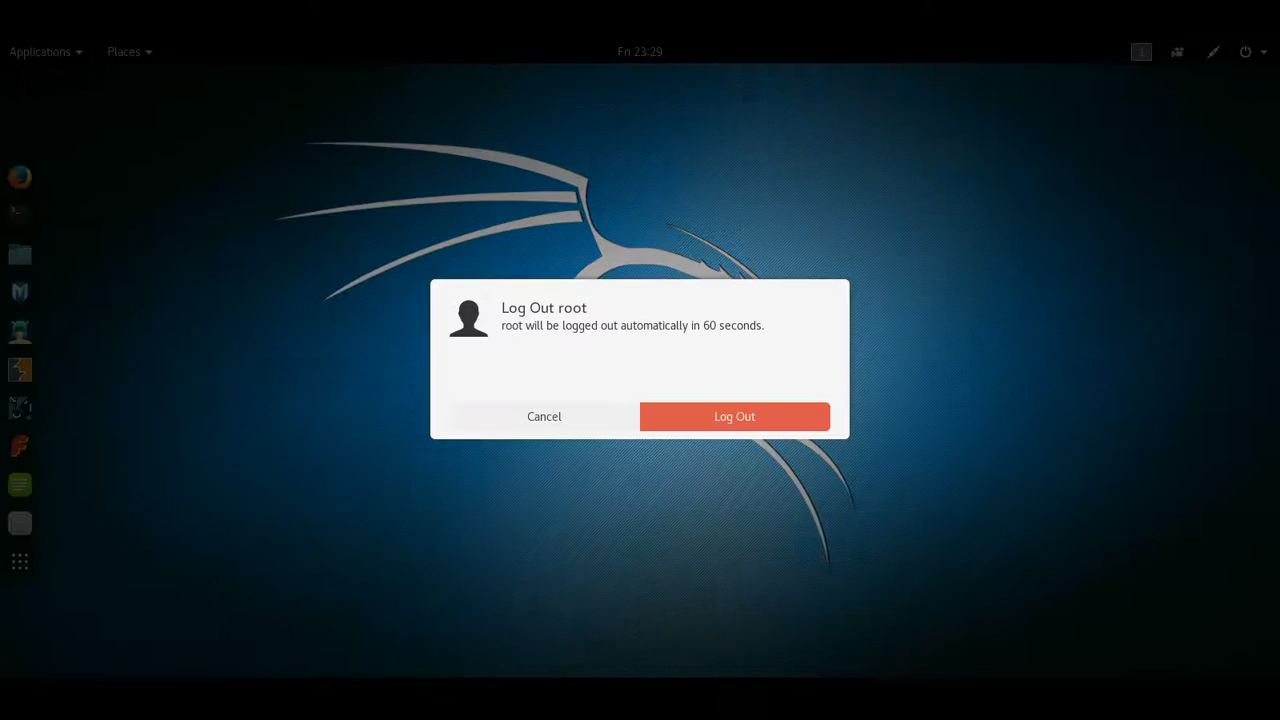 Applications
Places
Fri 23:29
1
Log Out root
root will be logged out automatically in 60 seconds.
Cancel
Log Out